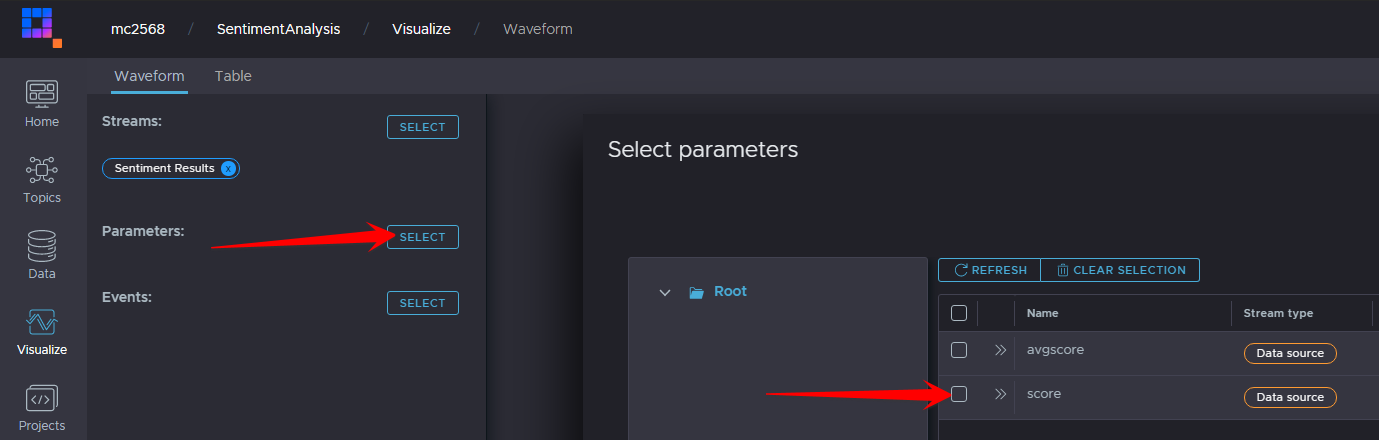 mc2568 / SentimentAnalysis / Visualize / Waveform
Waveform Table
Home
Topics
Data
Visualize
Projects
Streams: SELECT
Sentiment Results x
Parameters: SELECT
Events: SELECT
Select parameters
Root
REFRESH CLEAR SELECTION
Name Stream type
avgscore Data source
score Data source